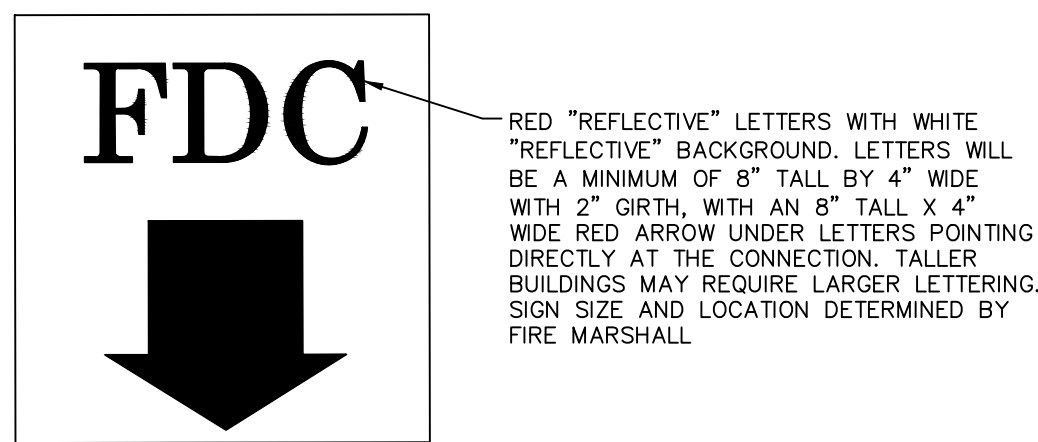 FDC
RED "REFLECTIVE" LETTERS WITH WHITE
"REFLECTIVE" BACKGROUND. LETTERS WILL
BE A MINIMUM OF 8" TALL BY 4" WIDE
WITH 2" GIRTH, WITH AN 8" TALL X 4"
WIDE RED ARROW UNDER LETTERS POINTING
DIRECTLY AT THE CONNECTION. TALLER
BUILDINGS MAY REQUIRE LARGER LETTERING.
SIGN SIZE AND LOCATION DETERMINED BY
FIRE MARSHALL